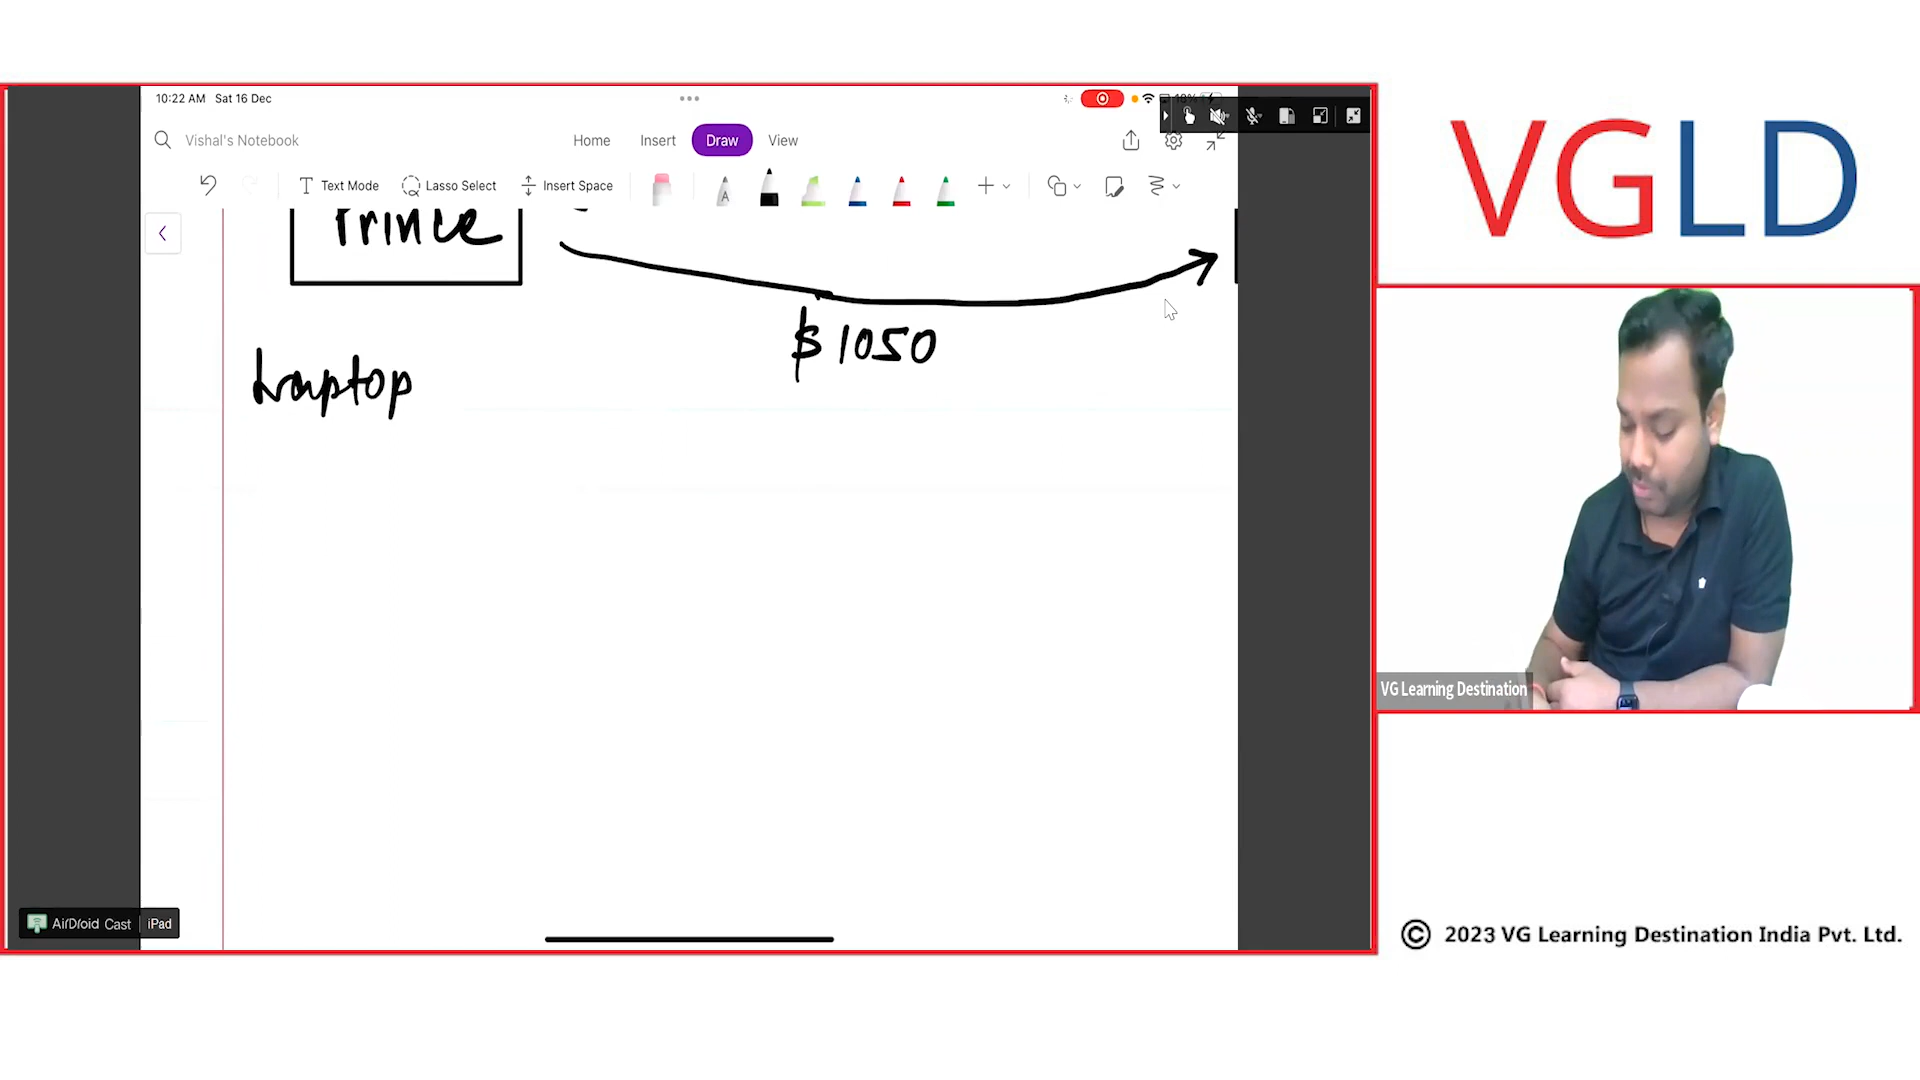 10:22 AM Sat 16 Dec
18%
Vishal's Notebook
Home Insert Draw View
Text Mode Lasso Select Insert Space
A
Prince
$1050
Laptop
AirDroid Cast iPad
VGLD
VG Learning Destination
© 2023 VG Learning Destination India Pvt. Ltd.